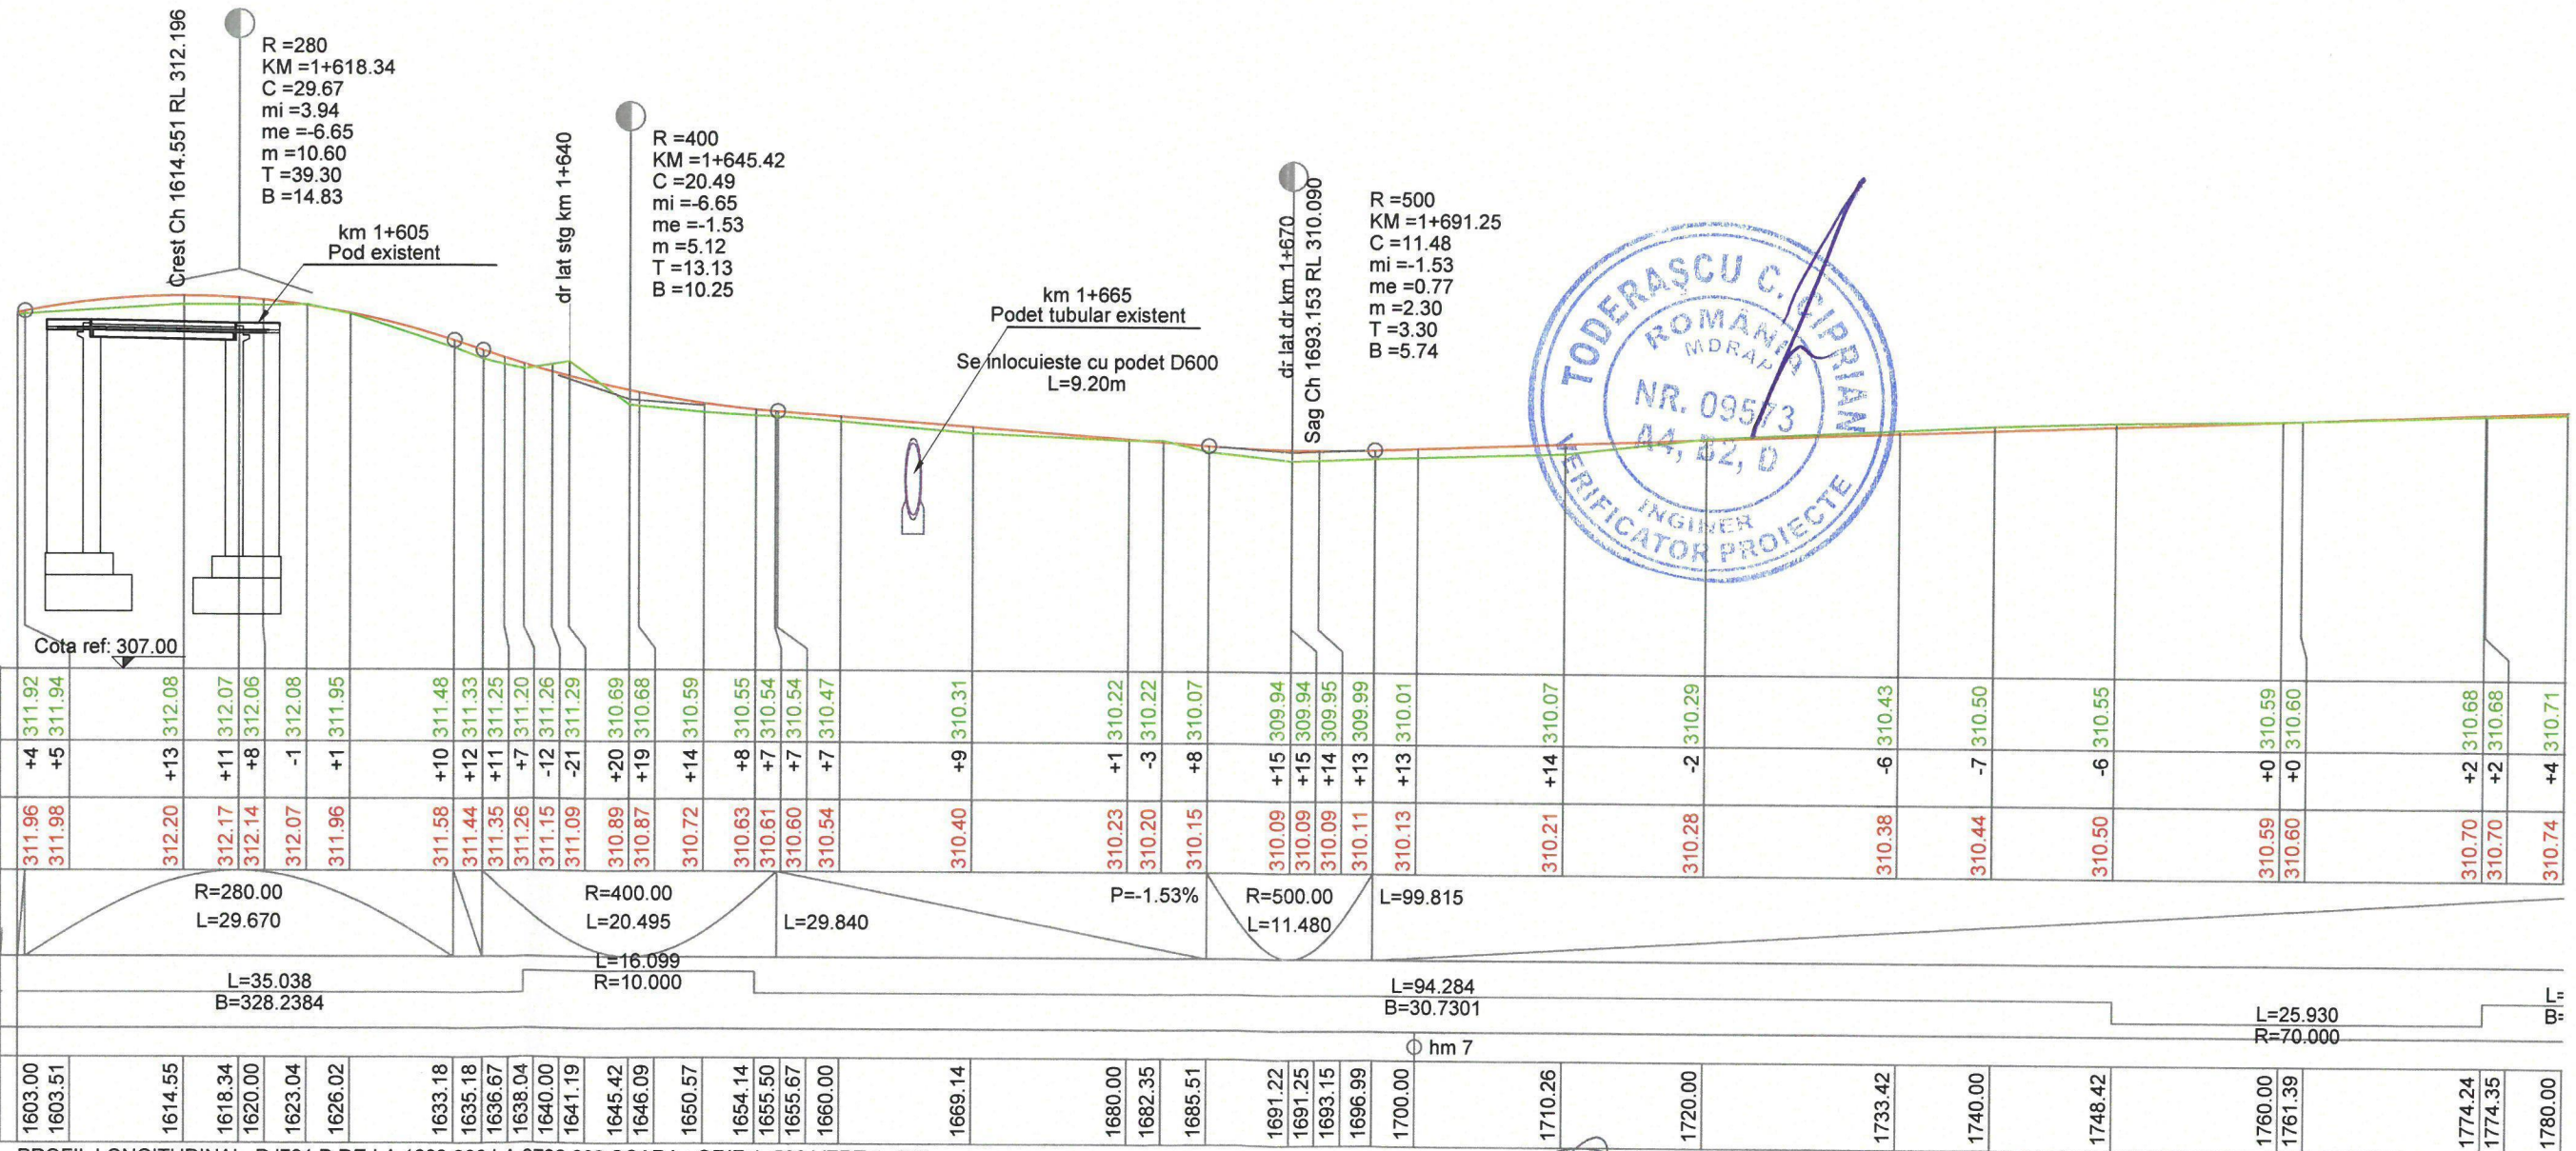 Crest Ch 1614.551 RL 312.196
R =280
KM =1+618.34
C =29.67
mi =3.94
me =-6.65
m =10.60
T =39.30
B =14.83
km 1+605
Pod existent
dr lat stg km 1+640
R =400
KM =1+645.42
C =20.49
mi =-6.65
me =-1.53
m =5.12
T =13.13
B =10.25
km 1+665
Podet tubular existent
Se inlocuieste cu podet D600
L=9.20m
dr lat dr km 1+670
Sag Ch 1693.153 RL 310.090
R =500
KM =1+691.25
C =11.48
mi =-1.53
me =0.77
m =2.30
T =3.30
B =5.74
TODERAȘCU C. CIPRIAN
ROMÂNIA
MDRAP
NR. 09573
A4, B2, D
INGINER
VERIFICATOR PROIECTE
Cota ref: 307.00
311.92 311.94 312.08 312.07 312.06 312.08 311.95 311.48 311.33 311.25 311.20 311.26 311.29 310.69 310.68 310.59 310.55 310.54 310.54 310.47 310.31 310.22 310.22 310.07 309.94 309.94 309.95 309.99 310.01 310.07 310.29 310.43 310.50 310.55 310.59 310.60 310.68 310.68 310.71
+4 +5 +13 +11 +8 -1 +1 +10 +12 +11 +7 -12 -21 +20 +19 +14 +8 +7 +7 +7 +9 +1 -3 +8 +15 +15 +14 +13 +13 +14 -2 -6 -7 -6 +0 +0 +2 +2 +4
311.96 311.98 312.20 312.17 312.14 312.07 311.96 311.58 311.44 311.35 311.26 311.15 311.09 310.89 310.87 310.72 310.63 310.61 310.60 310.54 310.40 310.23 310.20 310.15 310.09 310.09 310.09 310.11 310.13 310.21 310.28 310.38 310.44 310.50 310.59 310.60 310.70 310.70 310.74
R=280.00
L=29.670
R=400.00
L=20.495
L=29.840
P=-1.53%
R=500.00
L=11.480
L=99.815
L=35.038
B=328.2384
L=16.099
R=10.000
L=94.284
B=30.7301
L=25.930
R=70.000
L=
B=
hm 7
1603.00 1603.51 1614.55 1618.34 1620.00 1623.04 1626.02 1633.18 1635.18 1636.67 1638.04 1640.00 1641.19 1645.42 1646.09 1650.57 1654.14 1655.50 1655.67 1660.00 1669.14 1680.00 1682.35 1685.51 1691.22 1691.25 1693.15 1696.99 1700.00 1710.26 1720.00 1733.42 1740.00 1748.42 1760.00 1761.39 1774.24 1774.35 1780.00